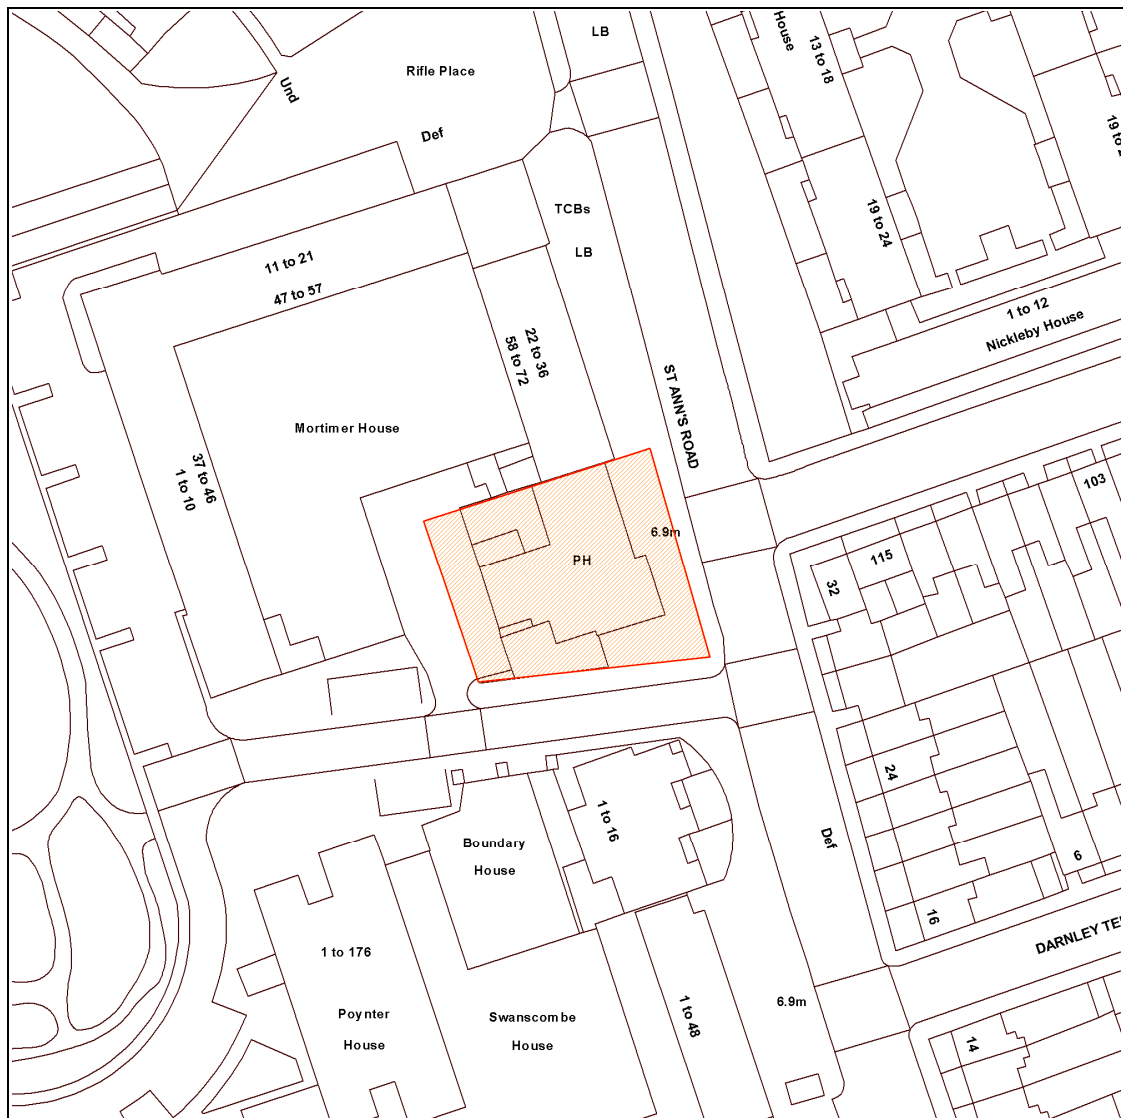 LB
House
13 to 18
Rifle Place
Und
Def
19 to 24
TCBs
LB
11 to 21
47 to 57
1 to 12
Nickleby House
22 to 36
58 to 72
ST ANN'S ROAD
Mortimer House
37 to 46
1 to 10
103
6.9m
PH
115
32
24
1 to 16
Def
Boundary
House
6
16
DARNLEY TE
1 to 176
Poynter
House
Swanscombe
House
1 to 48
6.9m
14